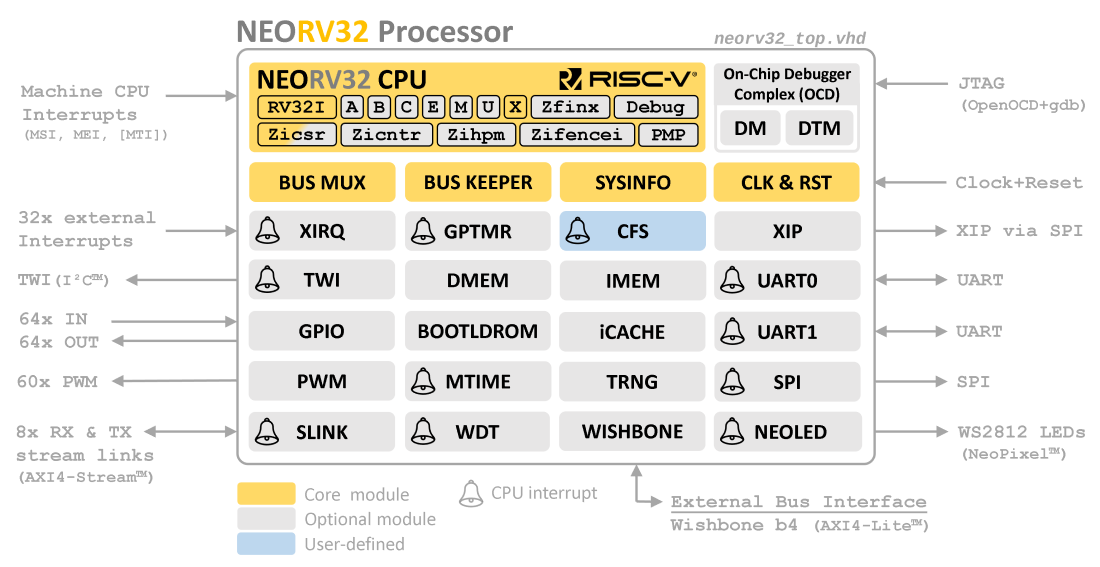 NEORV32 Processor
neorv32_top.vhd
NEORV32 CPU
RISC-V®
RV32I A B C E M U X Zfinx Debug
Zicsr Zicntr Zihpm Zifencei PMP
On-Chip Debugger
Complex (OCD)
DM DTM
Machine CPU
Interrupts
(MSI, MEI, [MTI])
JTAG
(OpenOCD+gdb)
BUS MUX BUS KEEPER SYSINFO CLK & RST
Clock+Reset
32x external
Interrupts
XIRQ GPTMR CFS XIP
XIP via SPI
TWI (I²C™)
TWI DMEM IMEM UART0
UART
64x IN
64x OUT
GPIO BOOTLDROM iCACHE UART1
UART
60x PWM
PWM MTIME TRNG SPI
SPI
8x RX & TX
stream links
(AXI4-Stream™)
SLINK WDT WISHBONE NEOLED
WS2812 LEDs
(NeoPixel™)
Core module
Optional module
User-defined
CPU interrupt
External Bus Interface
Wishbone b4 (AXI4-Lite™)